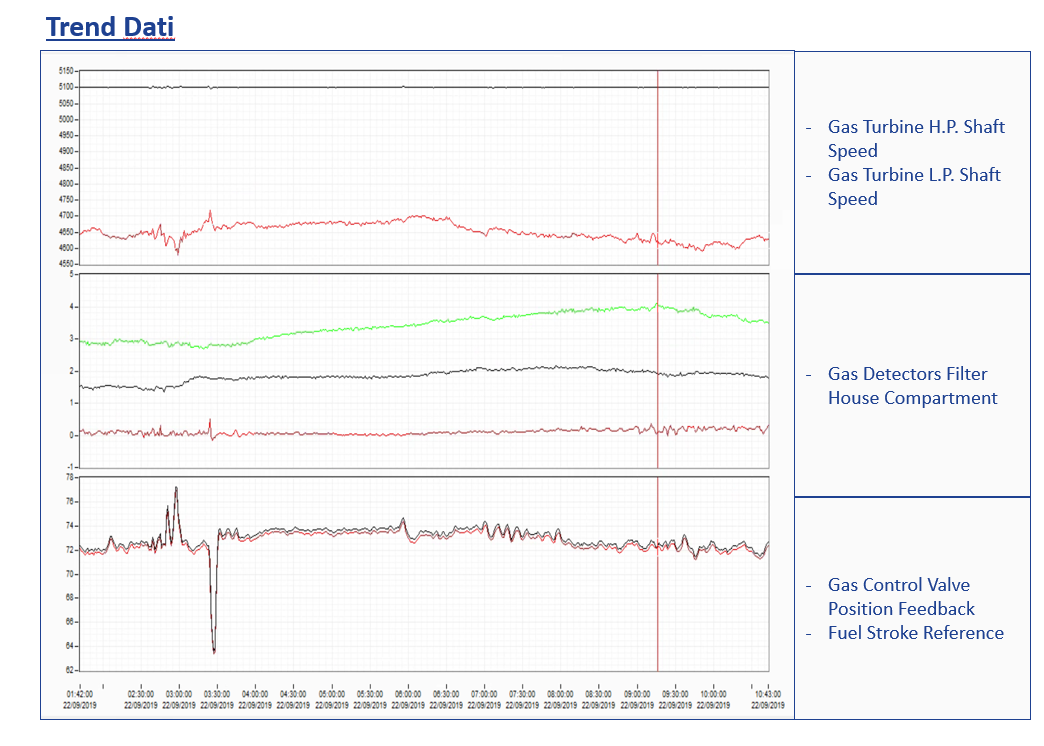 Trend Dati
5150
5100
5050
5000
4950
4900
4850
4800
4750
4700
4650
4600
4550
- Gas Turbine H.P. Shaft
Speed
- Gas Turbine L.P. Shaft
Speed
5
4
3
2
1
0
-1
- Gas Detectors Filter
House Compartment
78
76
74
72
70
68
66
64
62
- Gas Control Valve
Position Feedback
- Fuel Stroke Reference
01:42:00 02:30:00 03:00:00 03:30:00 04:00:00 04:30:00 05:30:00 06:00:00 06:30:00 07:00:00 07:30:00 08:00:00 08:30:00 09:00:00 09:30:00 10:00:00 10:43:00
22/09/2019 22/09/2019 22/09/2019 22/09/2019 22/09/2019 22/09/2019 22/09/2019 22/09/2019 22/09/2019 22/09/2019 22/09/2019 22/09/2019 22/09/2019 22/09/2019 22/09/2019 22/09/2019 22/09/2019